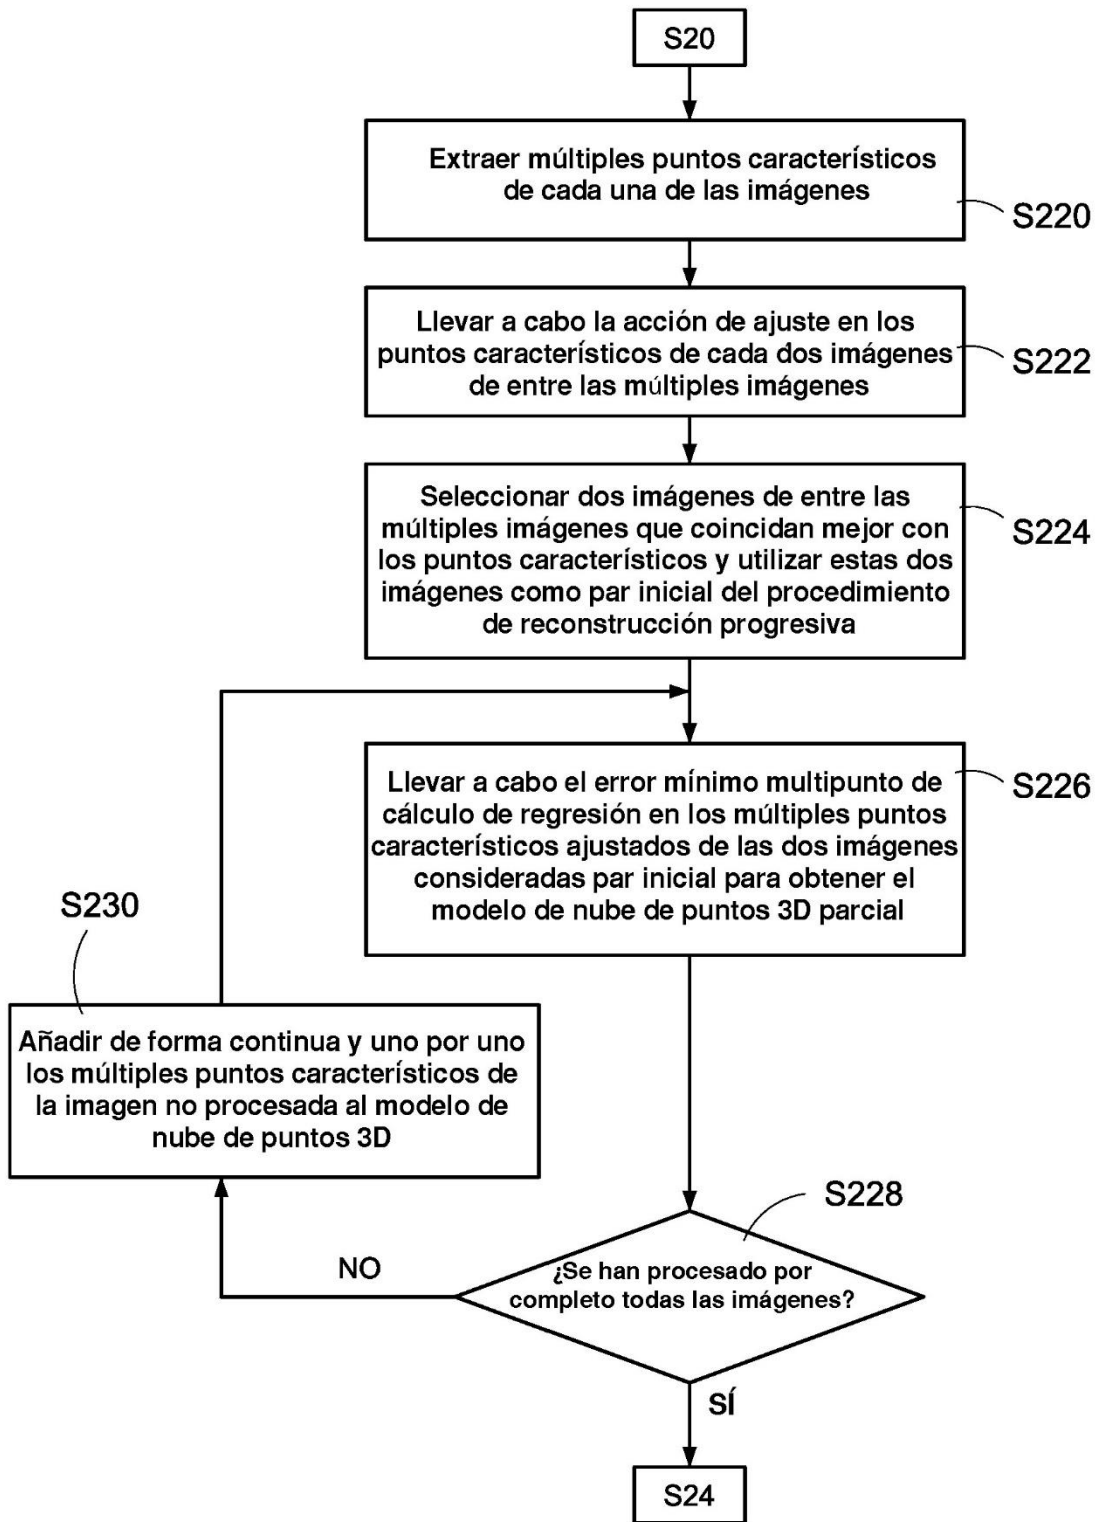 S20
Extraer múltiples puntos característicos
de cada una de las imágenes
S220
Llevar a cabo la acción de ajuste en los
puntos característicos de cada dos imágenes
de entre las múltiples imágenes
S222
Seleccionar dos imágenes de entre las
múltiples imágenes que coincidan mejor con
los puntos característicos y utilizar estas dos
imágenes como par inicial del procedimiento
de reconstrucción progresiva
S224
Llevar a cabo el error mínimo multipunto de
cálculo de regresión en los múltiples puntos
característicos ajustados de las dos imágenes
consideradas par inicial para obtener el
modelo de nube de puntos 3D parcial
S226
S230
Añadir de forma continua y uno por uno
los múltiples puntos característicos de
la imagen no procesada al modelo de
nube de puntos 3D
S228
¿Se han procesado por
completo todas las imágenes?
NO
SÍ
S24